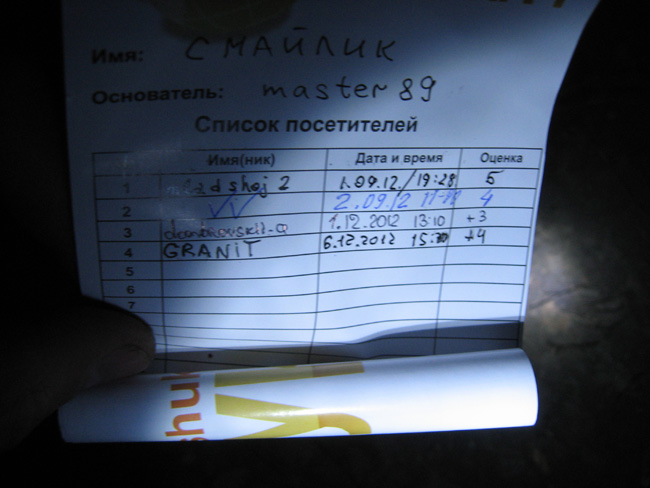 Имя: СМАЙЛИК
Основатель: master 89
Список посетителей
Имя(ник) Дата и время Оценка
1 1.09.12./19:28 5
2 VV 2.09.12 4
3 1.12.2012 13:10 +3
4 GRANiT 6.12.2012 +4
5
6
7
shu